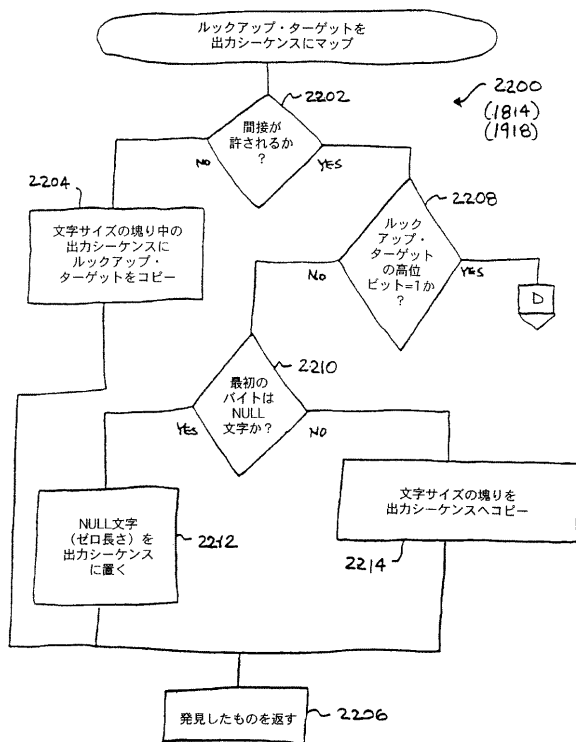 ルックアップ・ターゲットを
出力シーケンスにマップ
2202
2200
(1814)
(1918)
間接が
許されるか
?
NO
YES
2204
文字サイズの塊り中の
出力シーケンスに
ルックアップ・
ターゲットをコピー
2208
ルック
アップ・
ターゲット
の高位
ビット=1か
?
NO
YES
D
2210
最初の
バイトは
NULL
文字か?
YES
NO
NULL文字
(ゼロ長さ)を
出力シーケンス
に置く
2212
文字サイズの塊りを
出力シーケンスへコピー
2214
発見したものを返す
2206